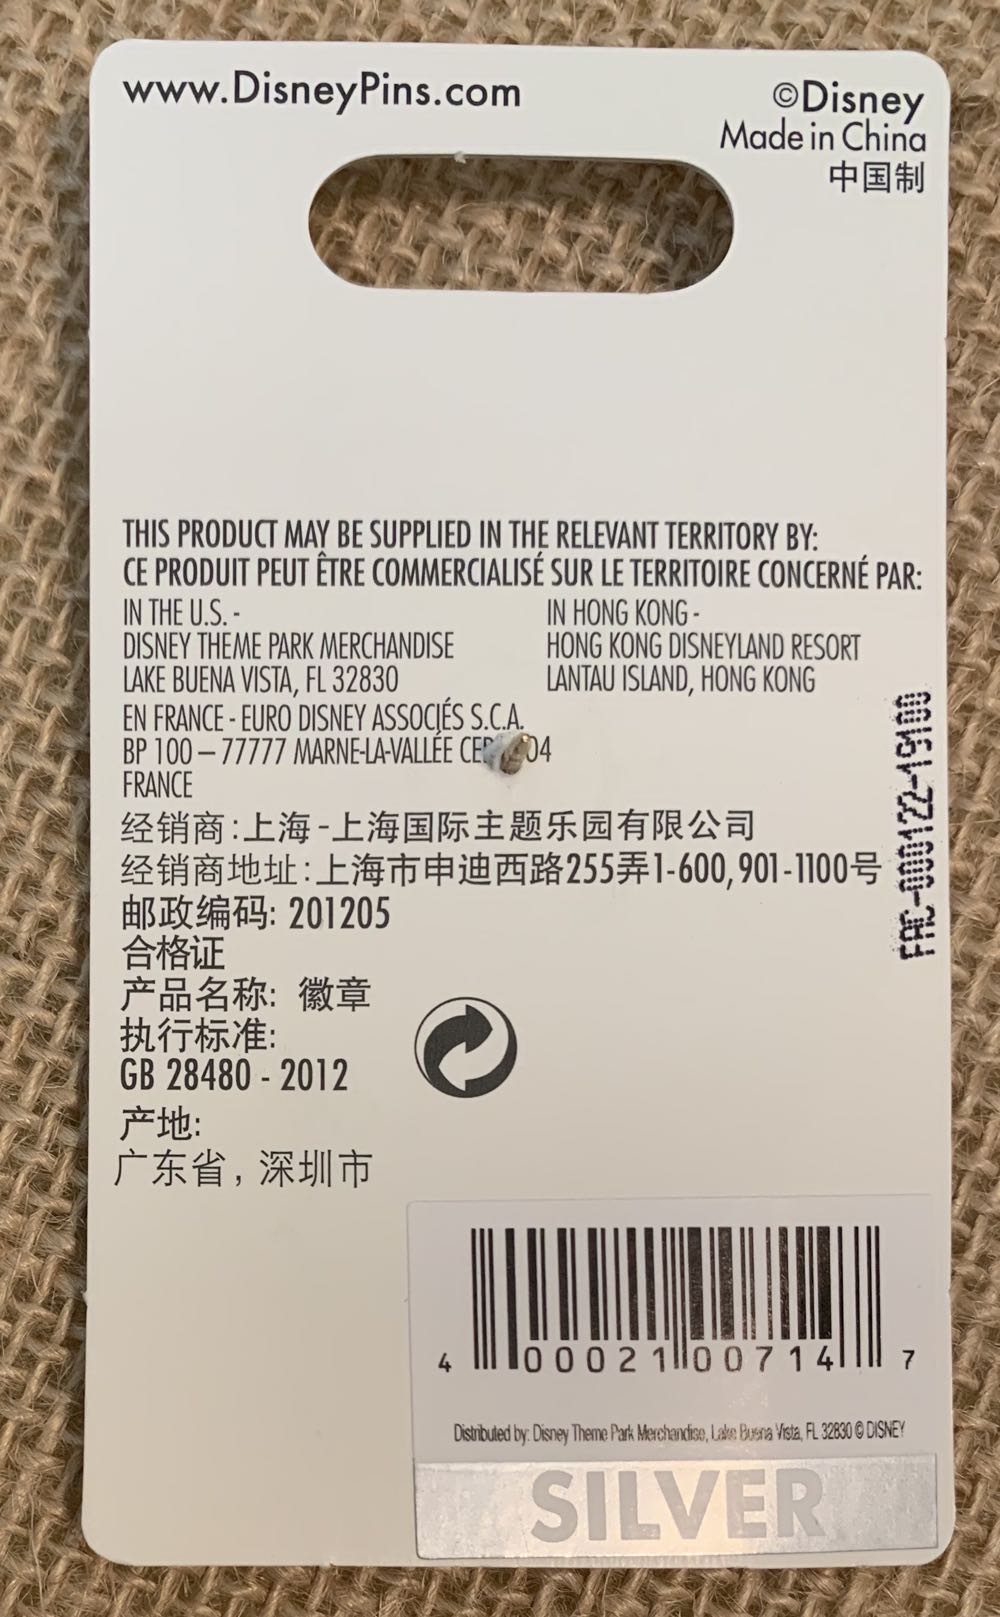 www.DisneyPins.com
©Disney
Made in China
中国制
THIS PRODUCT MAY BE SUPPLIED IN THE RELEVANT TERRITORY BY:
CE PRODUIT PEUT ÊTRE COMMERCIALISÉ SUR LE TERRITOIRE CONCERNÉ PAR:
IN THE U.S. -
DISNEY THEME PARK MERCHANDISE
LAKE BUENA VISTA, FL 32830
IN HONG KONG -
HONG KONG DISNEYLAND RESORT
LANTAU ISLAND, HONG KONG
EN FRANCE - EURO DISNEY ASSOCIÉS S.C.A.
BP 100 – 77777 MARNE-LA-VALLÉE
FRANCE
经销商:上海-上海国际主题乐园有限公司
经销商地址:上海市申迪西路255弄1-600,901-1100号
邮政编码: 201205
合格证
产品名称: 徽章
执行标准:
GB 28480 - 2012
产地:
广东省, 深圳市
FAC-000122-19100
4 00021 00714 7
Distributed by: Disney Theme Park Merchandise, Lake Buena Vista, FL 32830 © DISNEY
SILVER